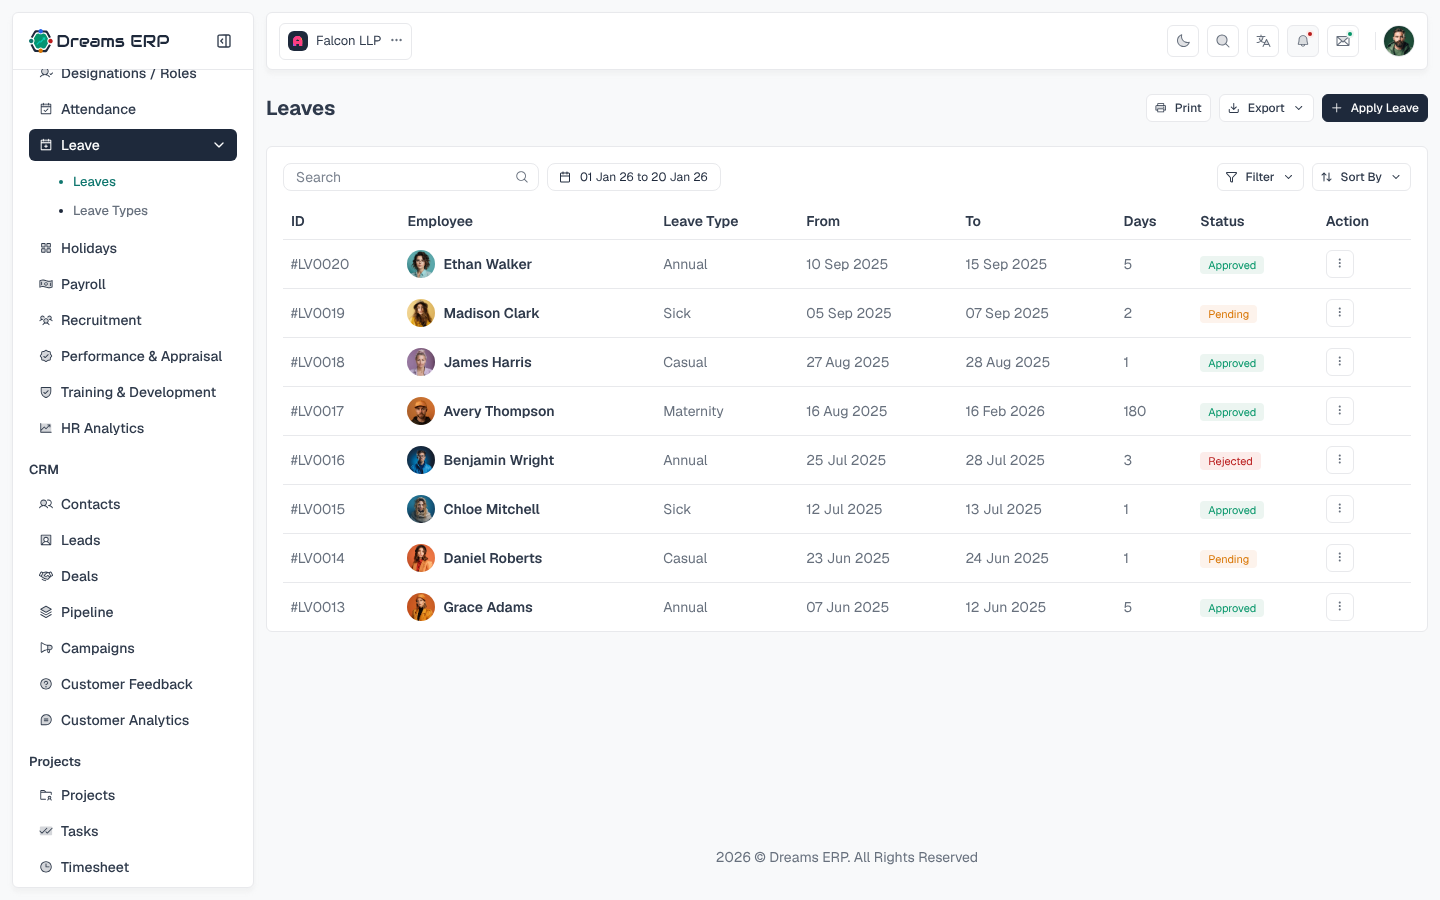 Dreams ERP
Designations / Roles
Attendance
Leave
Leaves
Leave Types
Holidays
Payroll
Recruitment
Performance & Appraisal
Training & Development
HR Analytics
CRM
Contacts
Leads
Deals
Pipeline
Campaigns
Customer Feedback
Customer Analytics
Projects
Projects
Tasks
Timesheet
Falcon LLP
Leaves
Print
Export
Apply Leave
Search
01 Jan 26 to 20 Jan 26
Filter
Sort By
ID Employee Leave Type From To Days Status Action
#LV0020 Ethan Walker Annual 10 Sep 2025 15 Sep 2025 5 Approved
#LV0019 Madison Clark Sick 05 Sep 2025 07 Sep 2025 2 Pending
#LV0018 James Harris Casual 27 Aug 2025 28 Aug 2025 1 Approved
#LV0017 Avery Thompson Maternity 16 Aug 2025 16 Feb 2026 180 Approved
#LV0016 Benjamin Wright Annual 25 Jul 2025 28 Jul 2025 3 Rejected
#LV0015 Chloe Mitchell Sick 12 Jul 2025 13 Jul 2025 1 Approved
#LV0014 Daniel Roberts Casual 23 Jun 2025 24 Jun 2025 1 Pending
#LV0013 Grace Adams Annual 07 Jun 2025 12 Jun 2025 5 Approved
2026 © Dreams ERP. All Rights Reserved